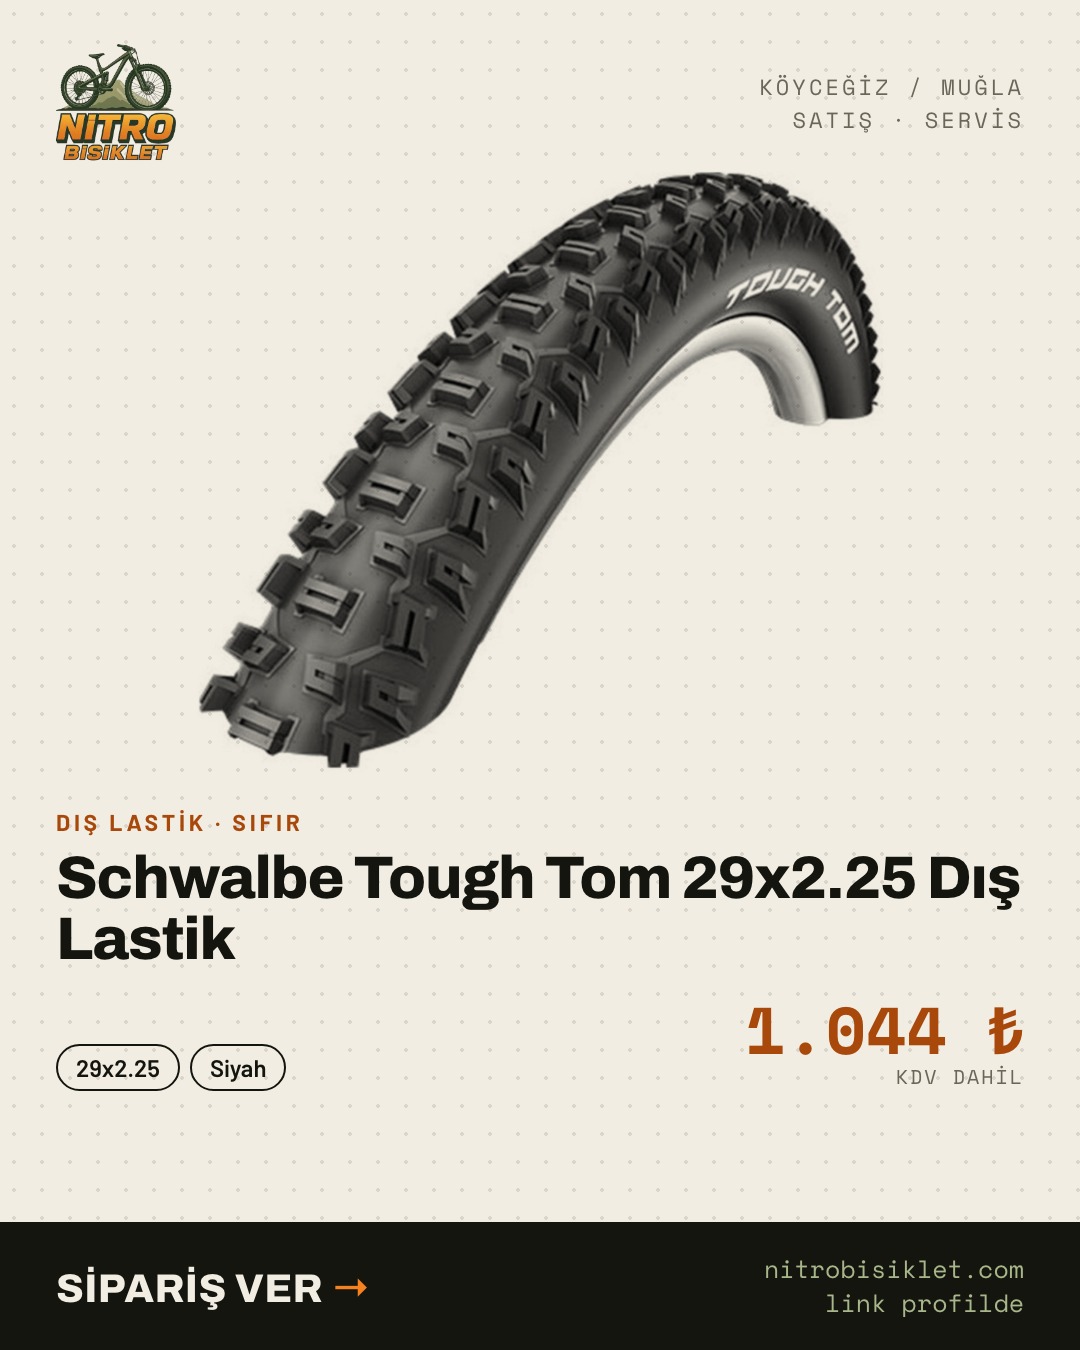 NiTRO
BISIKLET
KÖYCEĞİZ / MUĞLA
SATIŞ · SERVİS
TOUGH TOM
DIŞ LASTİK · SIFIR
Schwalbe Tough Tom 29x2.25 Dış
Lastik
29x2.25
Siyah
1.044 ₺
KDV DAHİL
SİPARİŞ VER →
nitrobisiklet.com
link profilde